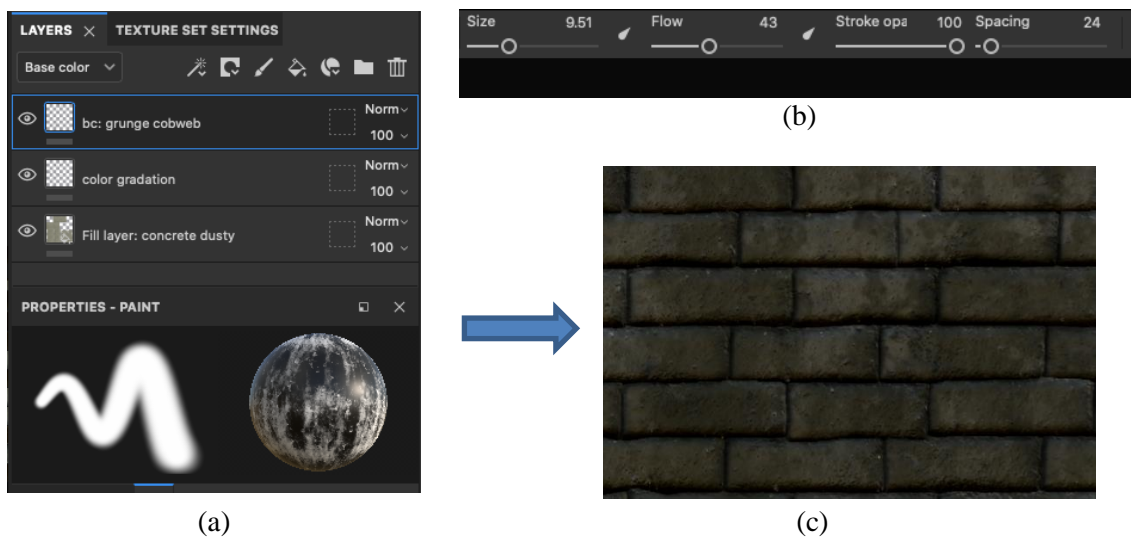 LAYERS × TEXTURE SET SETTINGS
Base color
Norm
bc: grunge cobweb
100
Norm
color gradation
100
Norm
Fill layer: concrete dusty
100
PROPERTIES - PAINT
(a)
Size 9.51 Flow 43 Stroke opa 100 Spacing 24
(b)
(c)